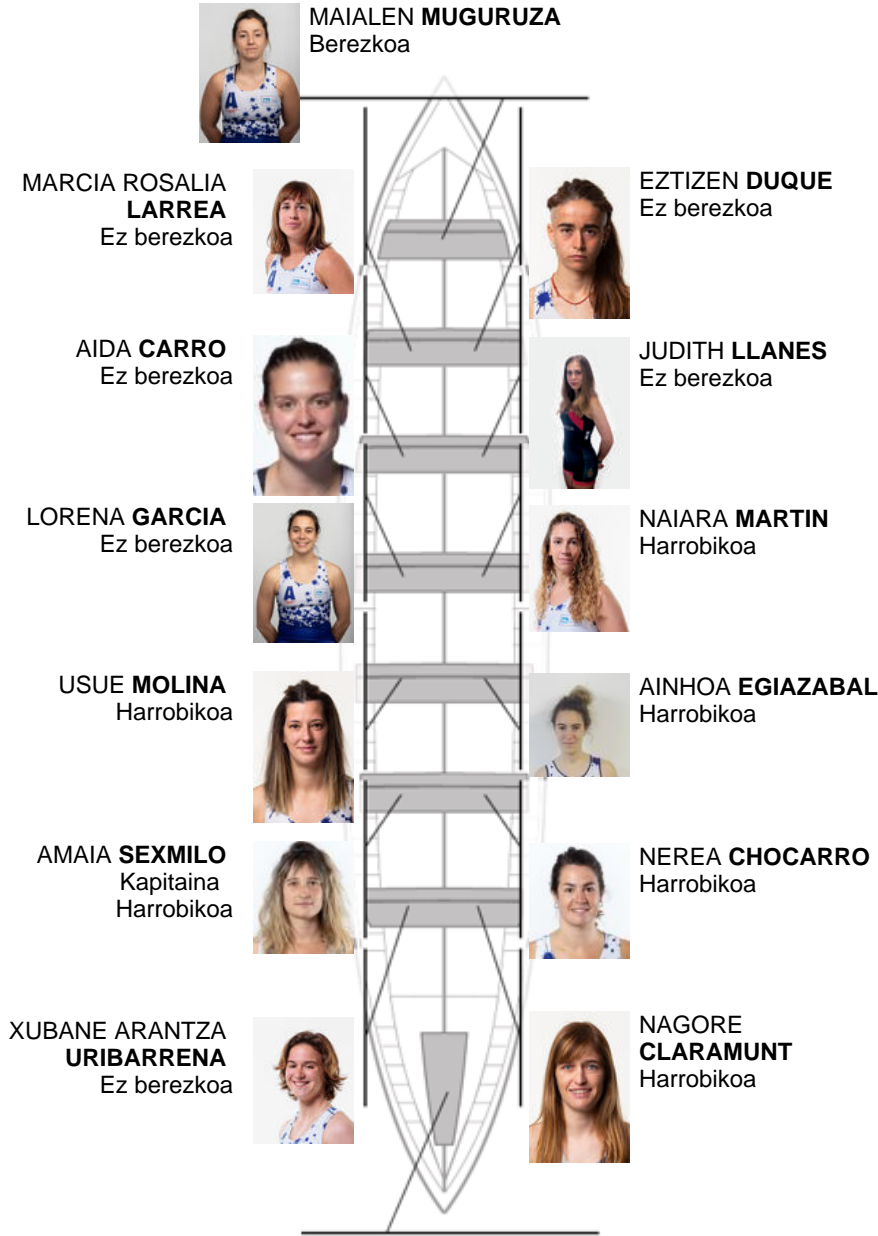 MAIALEN MUGURUZA
Berezkoa
MARCIA ROSALIA
LARREA
Ez berezkoa
EZTIZEN DUQUE
Ez berezkoa
AIDA CARRO
Ez berezkoa
JUDITH LLANES
Ez berezkoa
LORENA GARCIA
Ez berezkoa
NAIARA MARTIN
Harrobikoa
USUE MOLINA
Harrobikoa
AINHOA EGIAZABAL
Harrobikoa
AMAIA SEXMILO
Kapitaina
Harrobikoa
NEREA CHOCARRO
Harrobikoa
XUBANE ARANTZA
URIBARRENA
Ez berezkoa
NAGORE
CLARAMUNT
Harrobikoa